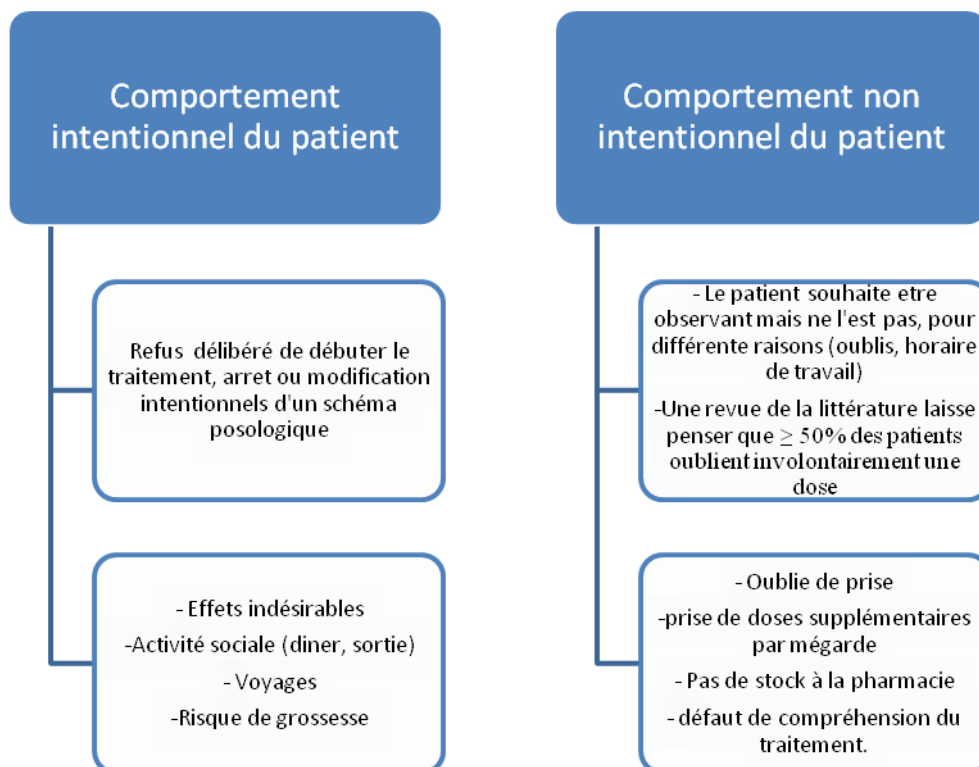 Comportement
intentionnel du patient
Refus délibéré de débuter le
traitement, arret ou modification
intentionnels d'un schéma
posologique
- Effets indésirables
-Activité sociale (diner, sortie)
- Voyages
-Risque de grossesse
Comportement non
intentionnel du patient
- Le patient souhaite etre
observant mais ne l'est pas, pour
différente raisons (oublis, horaire
de travail)
-Une revue de la littérature laisse
penser que ≥ 50% des patients
oublient involontairement une
dose
- Oublie de prise
-prise de doses supplémentaires
par mégarde
- Pas de stock à la pharmacie
- défaut de compréhension du
traitement.